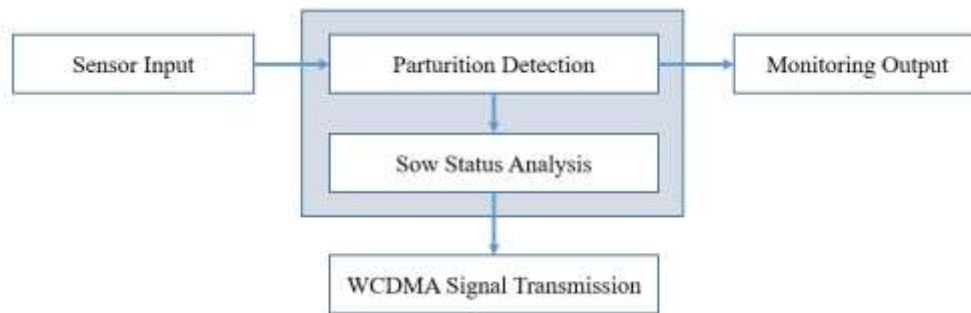 Sensor Input
Parturition Detection
Monitoring Output
Sow Status Analysis
WCDMA Signal Transmission